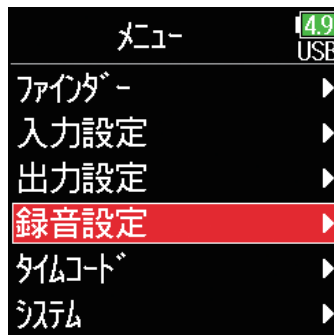 メニュー
4.9
USB
ファインダー
入力設定
出力設定
録音設定
タイムコード
システム